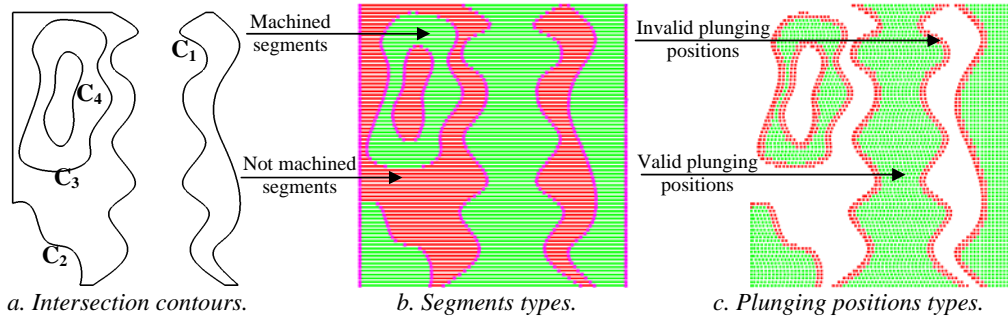 C1
C4
C3
C2
a. Intersection contours.
Machined
segments
Not machined
segments
b. Segments types.
Invalid plunging
positions
Valid plunging
positions
c. Plunging positions types.